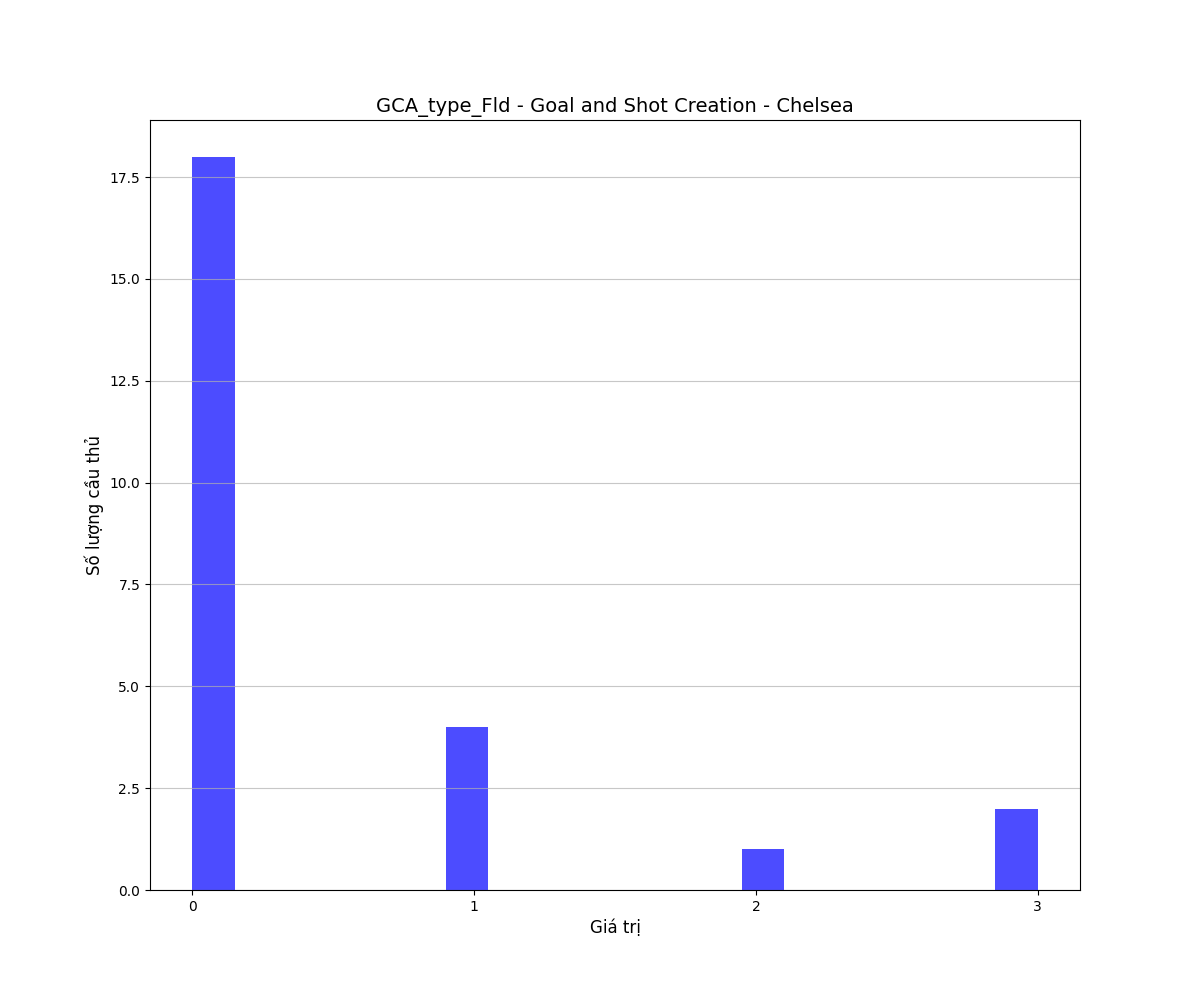 GCA_type_Fld - Goal and Shot Creation - Chelsea
17.5
15.0
12.5
10.0
7.5
5.0
2.5
0.0
Số lượng cầu thủ
0 1 2 3
Giá trị